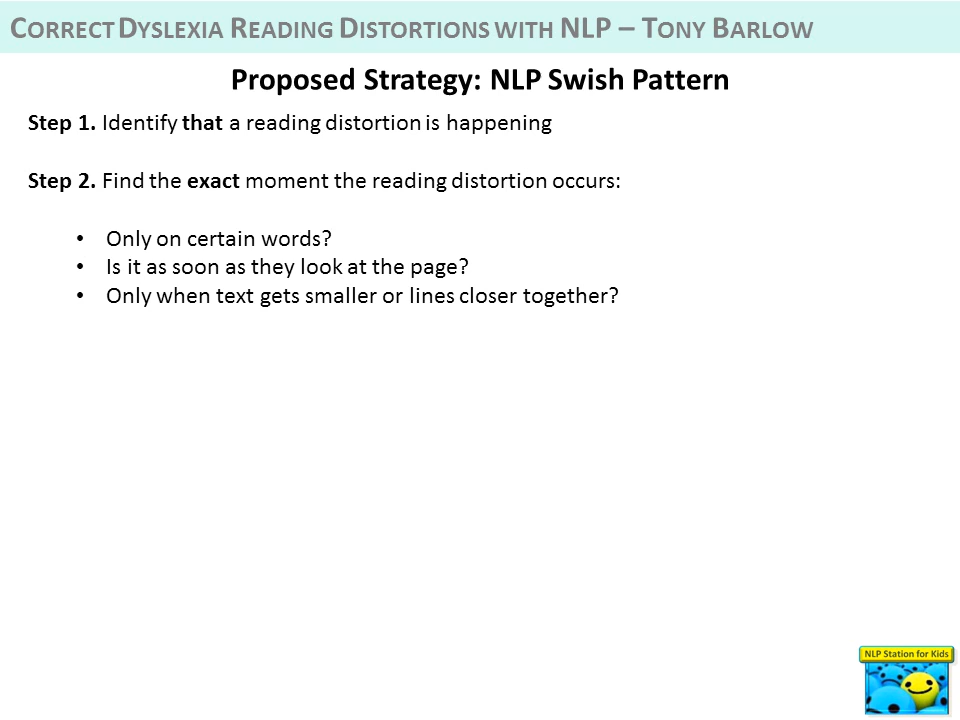 CORRECT DYSLEXIA READING DISTORTIONS WITH NLP – TONY BARLOW
Proposed Strategy: NLP Swish Pattern
Step 1. Identify that a reading distortion is happening
Step 2. Find the exact moment the reading distortion occurs:
• Only on certain words?
• Is it as soon as they look at the page?
• Only when text gets smaller or lines closer together?
NLP Station for Kids